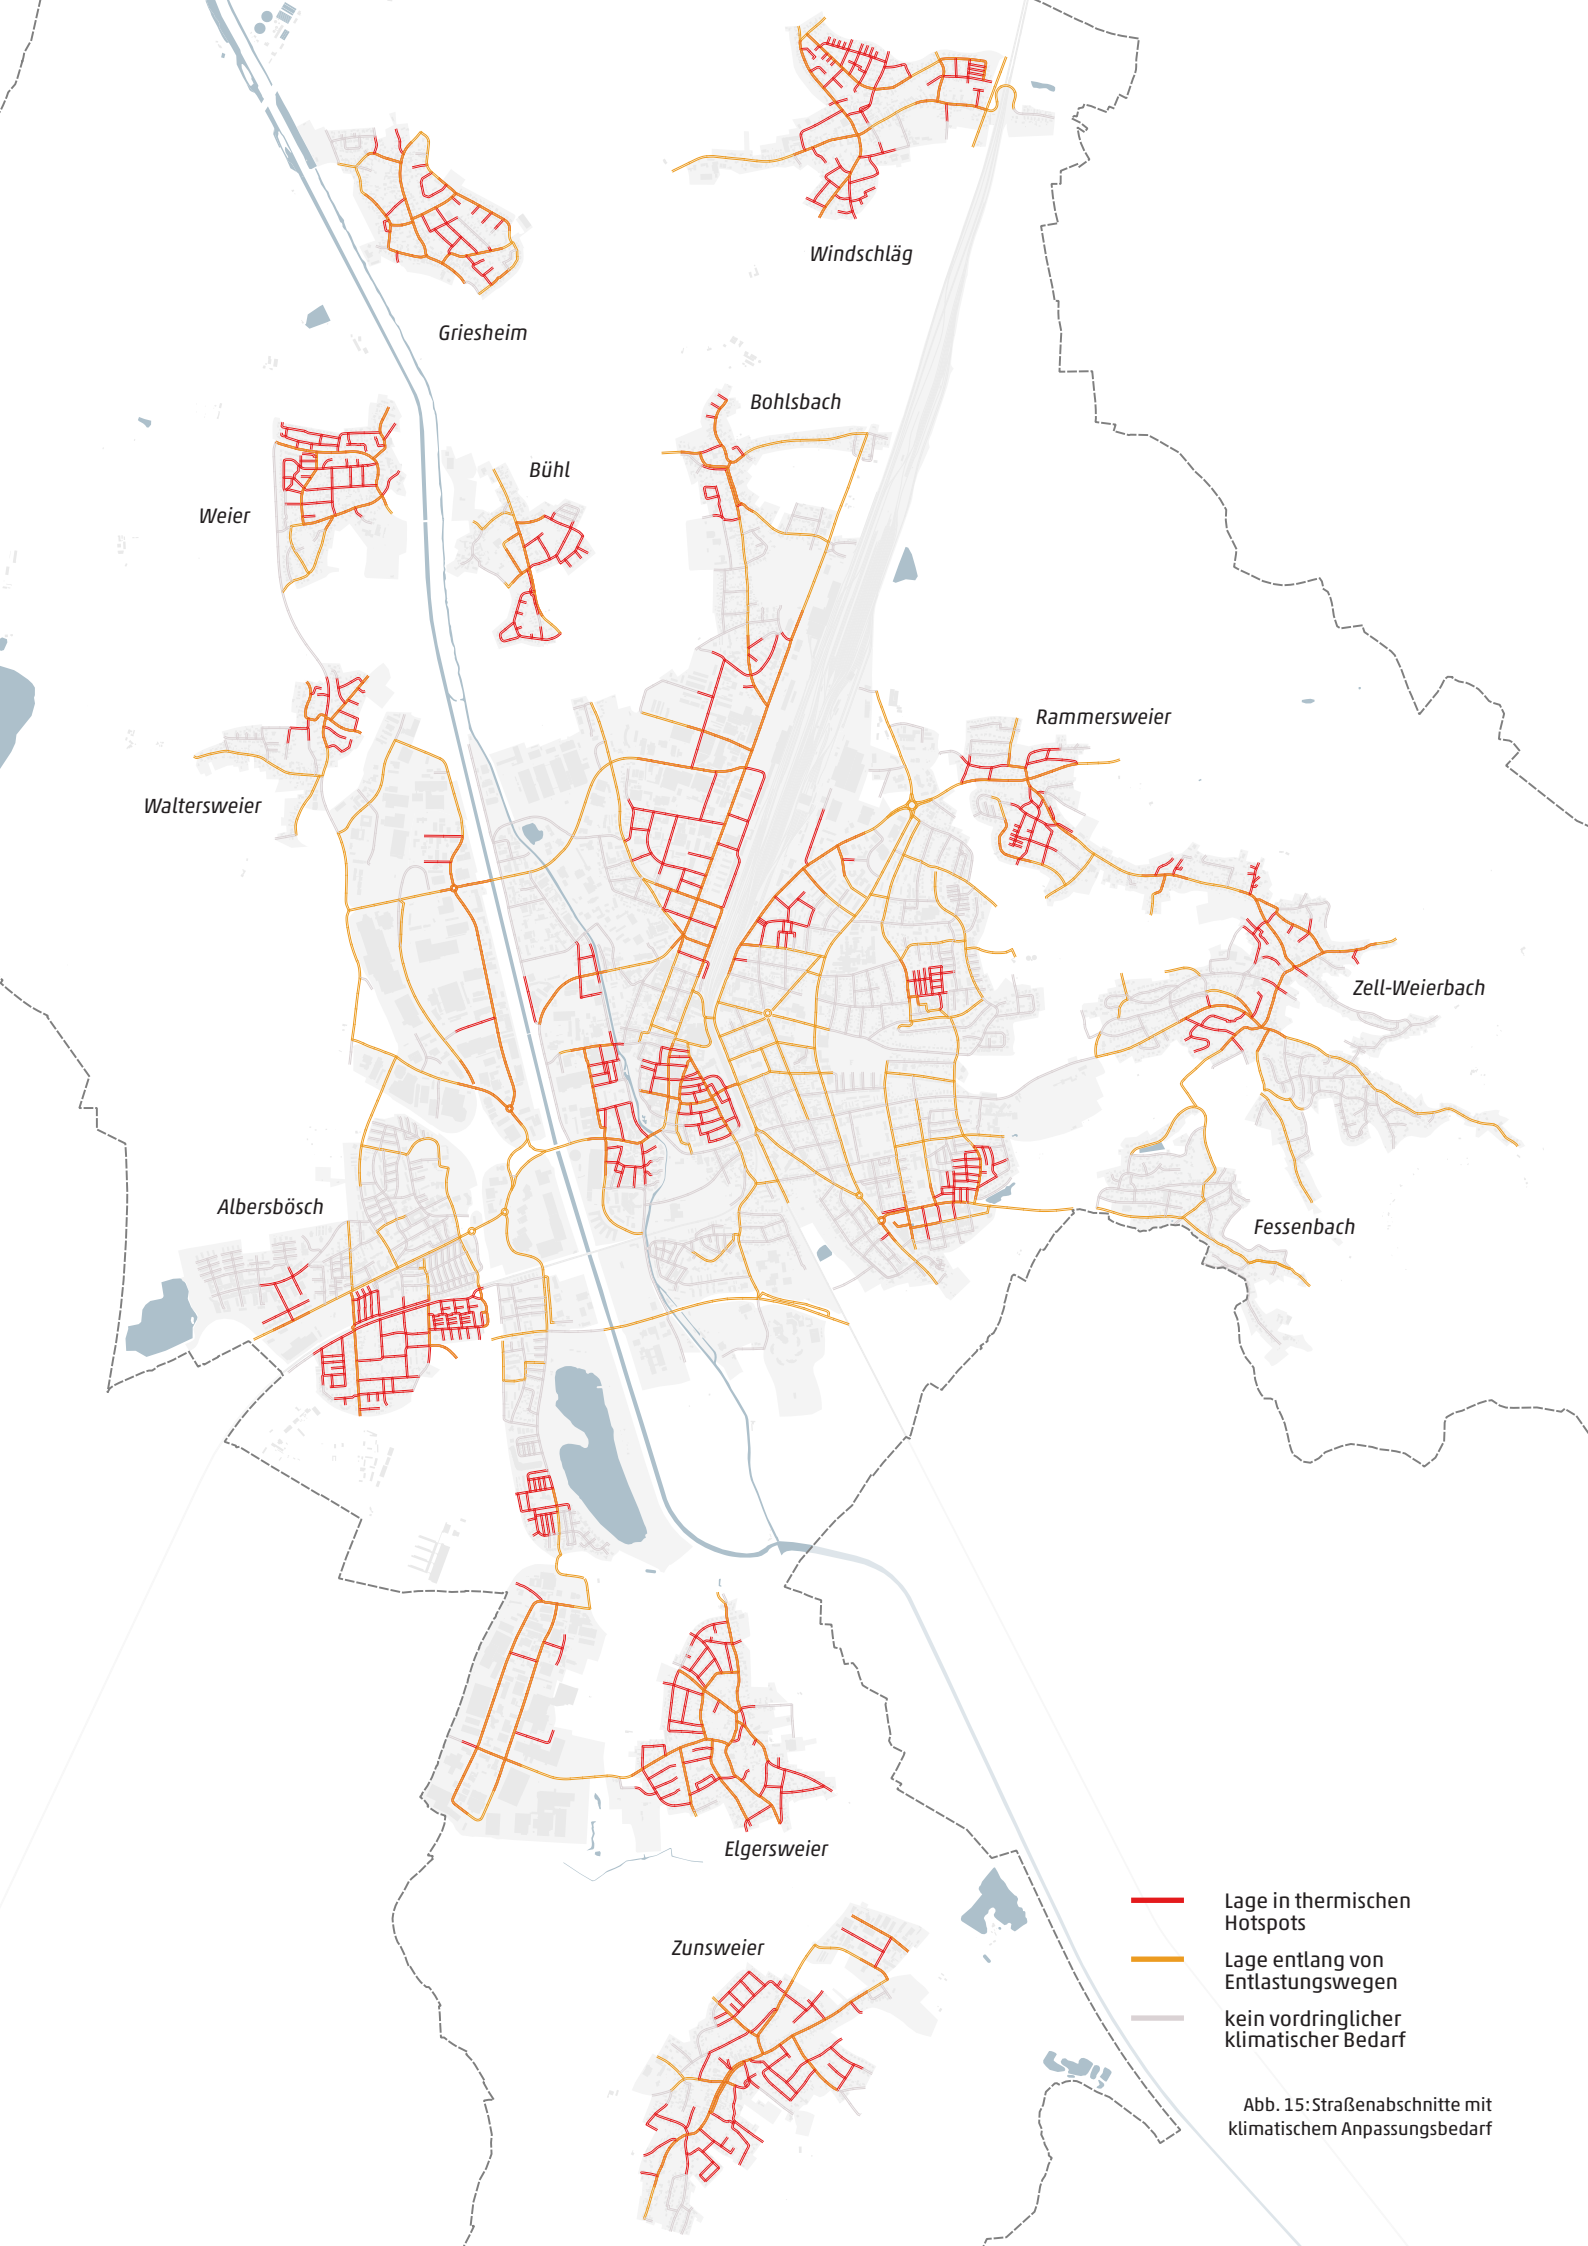 Windschläg
Griesheim
Bohlsbach
Bühl
Weier
Rammersweier
Waltersweier
Zell-Weierbach
Albersbösch
Fessenbach
Elgersweier
Zunsweier
Lage in thermischen
Hotspots
Lage entlang von
Entlastungswegen
kein vordringlicher
klimatischer Bedarf
Abb. 15: Straßenabschnitte mit
klimatischem Anpassungsbedarf